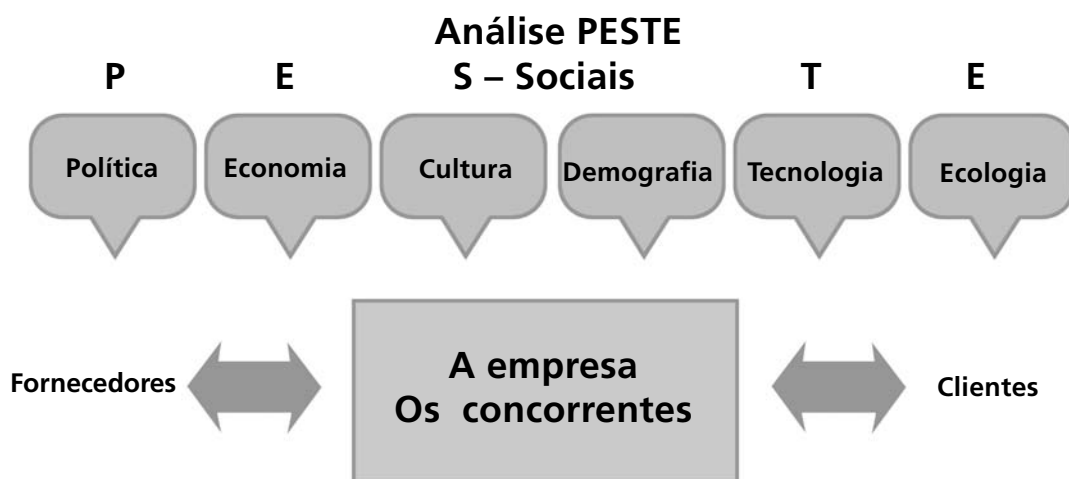 Análise PESTE
P E S – Sociais T E
Política Economia Cultura Demografia Tecnologia Ecologia
A empresa
Fornecedores Os concorrentes Clientes